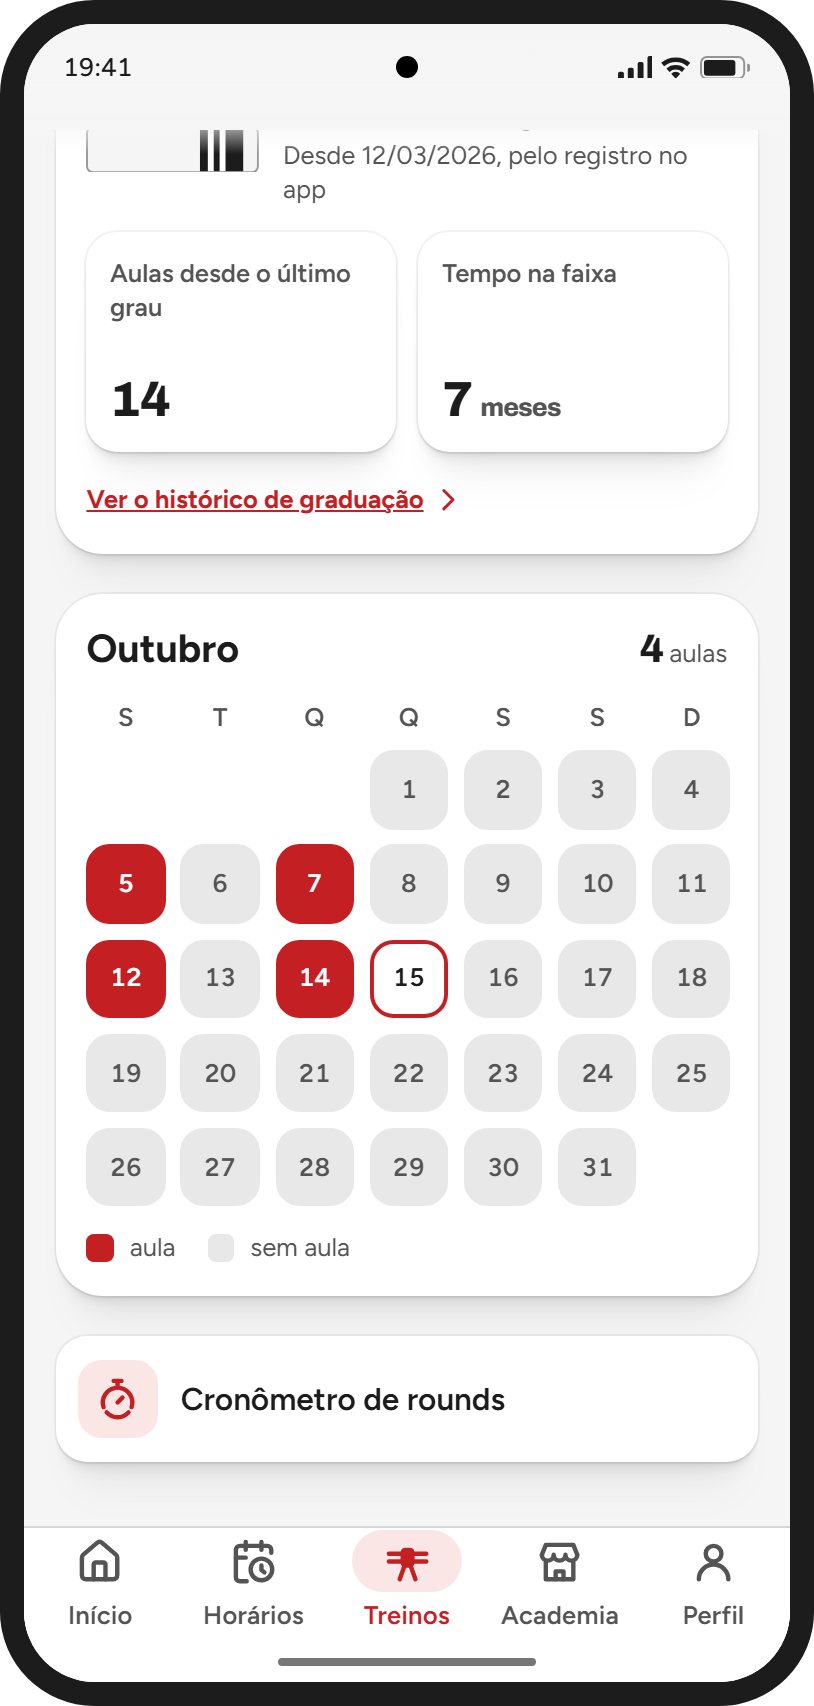 19:41
Desde 12/03/2026, pelo registro no
app
Aulas desde o último
grau
14
Tempo na faixa
7 meses
Ver o histórico de graduação
Outubro
4 aulas
S T Q Q S S D
1 2 3 4
5 6 7 8 9 10 11
12 13 14 15 16 17 18
19 20 21 22 23 24 25
26 27 28 29 30 31
aula sem aula
Cronômetro de rounds
Início Horários Treinos Academia Perfil